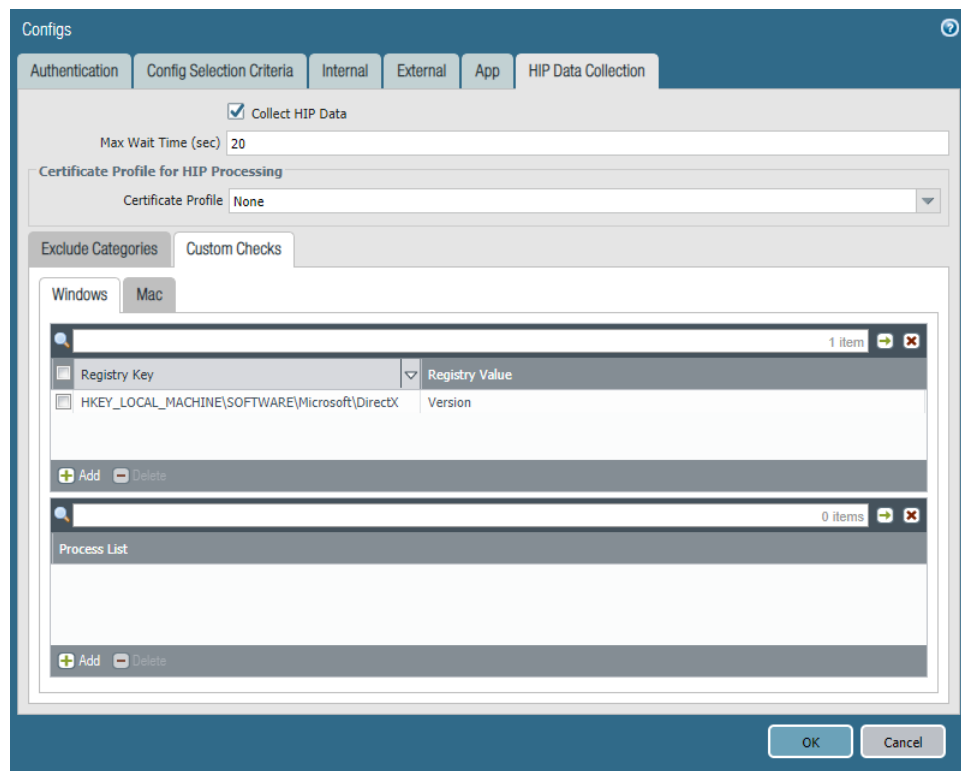 Configs
Authentication Config Selection Criteria Internal External App HIP Data Collection
Collect HIP Data
Max Wait Time (sec) 20
Certificate Profile for HIP Processing
Certificate Profile None
Exclude Categories Custom Checks
Windows Mac
1 item
Registry Key Registry Value
HKEY_LOCAL_MACHINE\SOFTWARE\Microsoft\DirectX Version
Add Delete
0 items
Process List
Add Delete
OK Cancel